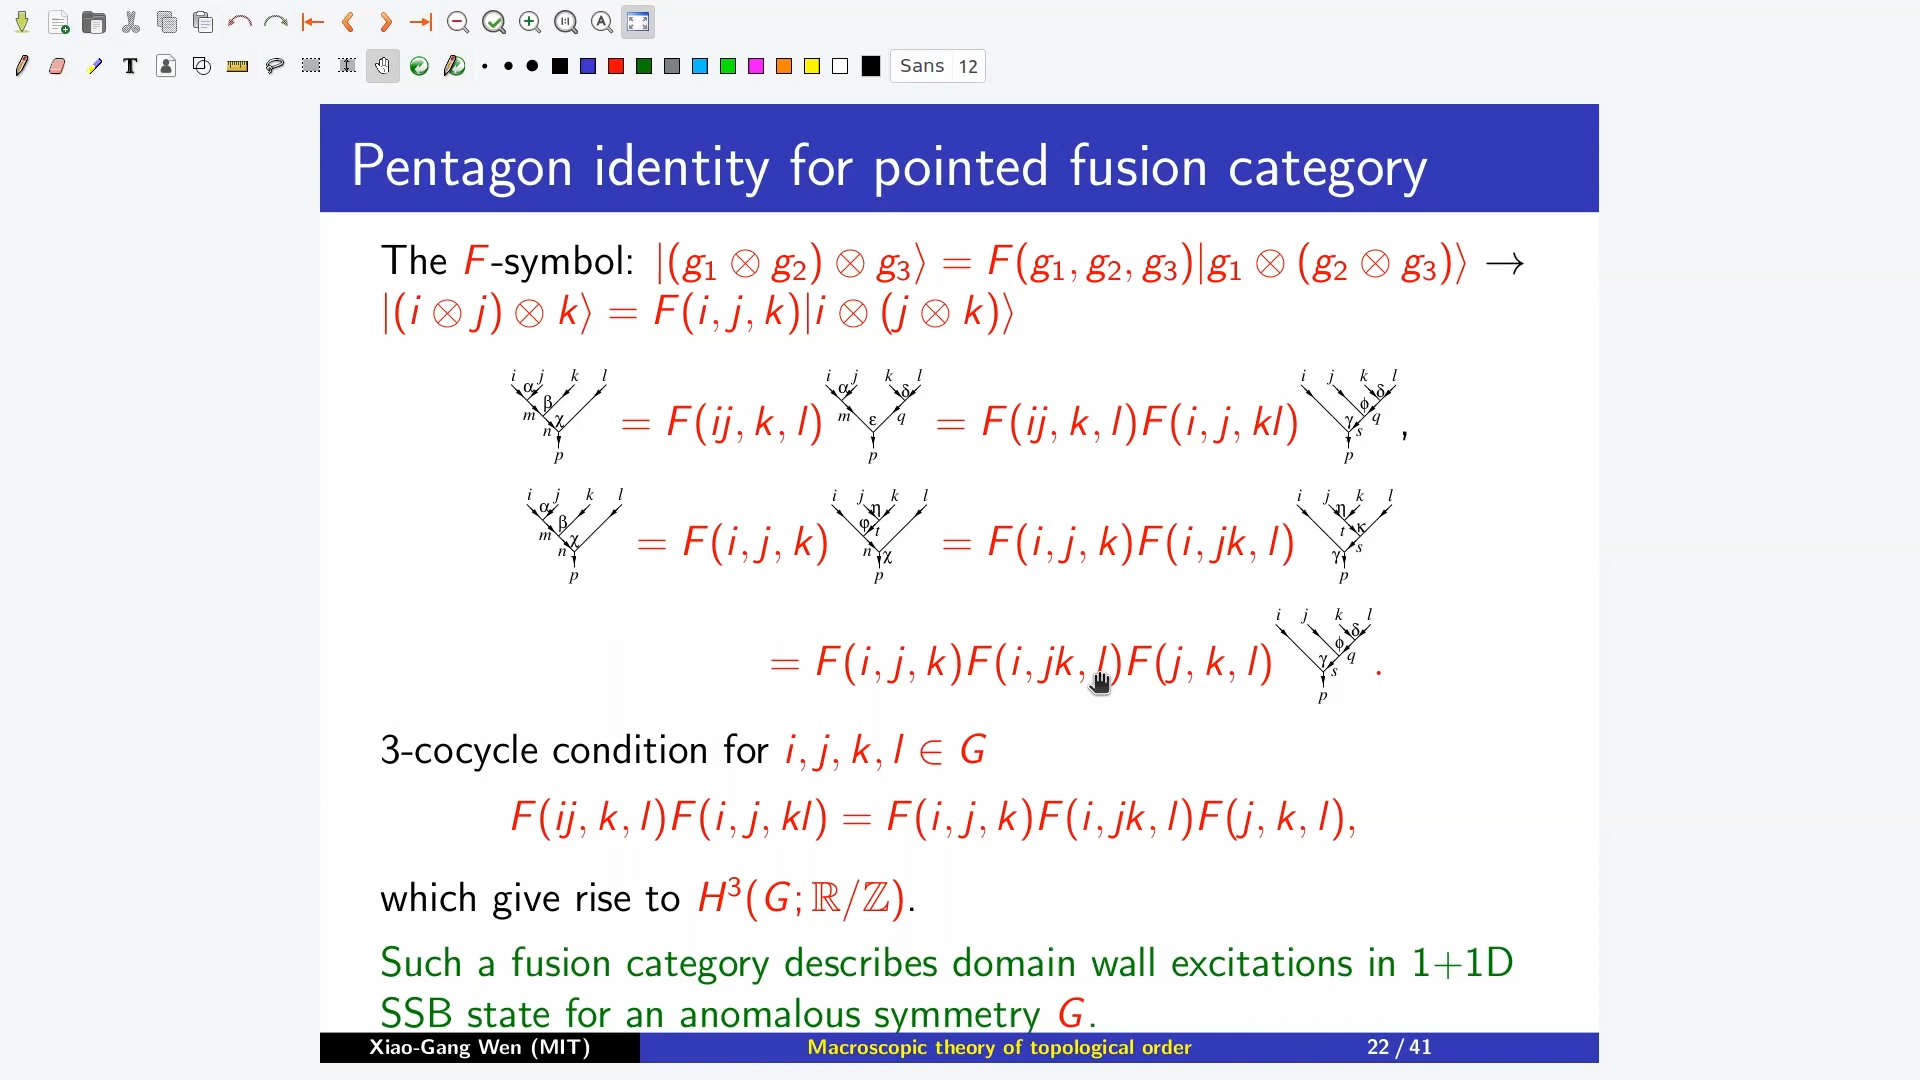 T
Sans 12
Pentagon identity for pointed fusion category
The F-symbol: |(g₁ ⊗ g₂) ⊗ g₃⟩ = F(g₁, g₂, g₃)|g₁ ⊗ (g₂ ⊗ g₃)⟩ →
|(i ⊗ j) ⊗ k⟩ = F(i, j, k)|i ⊗ (j ⊗ k)⟩
i j k l α β χ m n p = F(ij, k, l) i j k l α δ m ε q p = F(ij, k, l)F(i, j, kl) i j k l δ ϕ γ q s p ,
i j k l α β χ m n p = F(i, j, k) i j k l η φ t n χ p = F(i, j, k)F(i, jk, l) i j k l η t κ γ s p
= F(i, j, k)F(i, jk, l)F(j, k, l) i j k l δ ϕ γ q s p .
3-cocycle condition for i, j, k, l ∈ G
F(ij, k, l)F(i, j, kl) = F(i, j, k)F(i, jk, l)F(j, k, l),
which give rise to H³(G; ℝ/ℤ).
Such a fusion category describes domain wall excitations in 1+1D
SSB state for an anomalous symmetry G.
Xiao-Gang Wen (MIT) Macroscopic theory of topological order 22 / 41